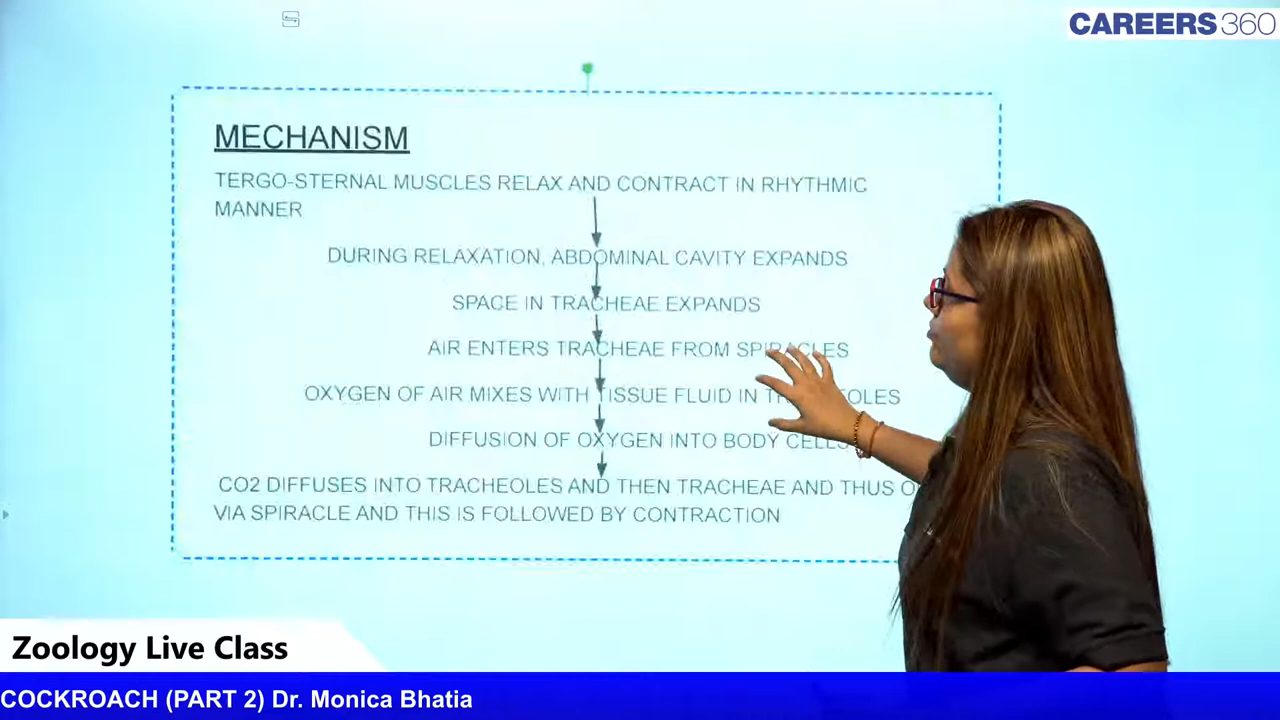 CAREERS360
MECHANISM
TERGO-STERNAL MUSCLES RELAX AND CONTRACT IN RHYTHMIC
MANNER
DURING RELAXATION, ABDOMINAL CAVITY EXPANDS
SPACE IN TRACHEAE EXPANDS
AIR ENTERS TRACHEAE FROM SPIRACLES
OXYGEN OF AIR MIXES WITH TISSUE FLUID IN
DIFFUSION OF OXYGEN INTO BODY CELLS
CO2 DIFFUSES INTO TRACHEOLES AND THEN TRACHEAE AND THUS
VIA SPIRACLE AND THIS IS FOLLOWED BY CONTRACTION
Zoology Live Class
COCKROACH (PART 2) Dr. Monica Bhatia